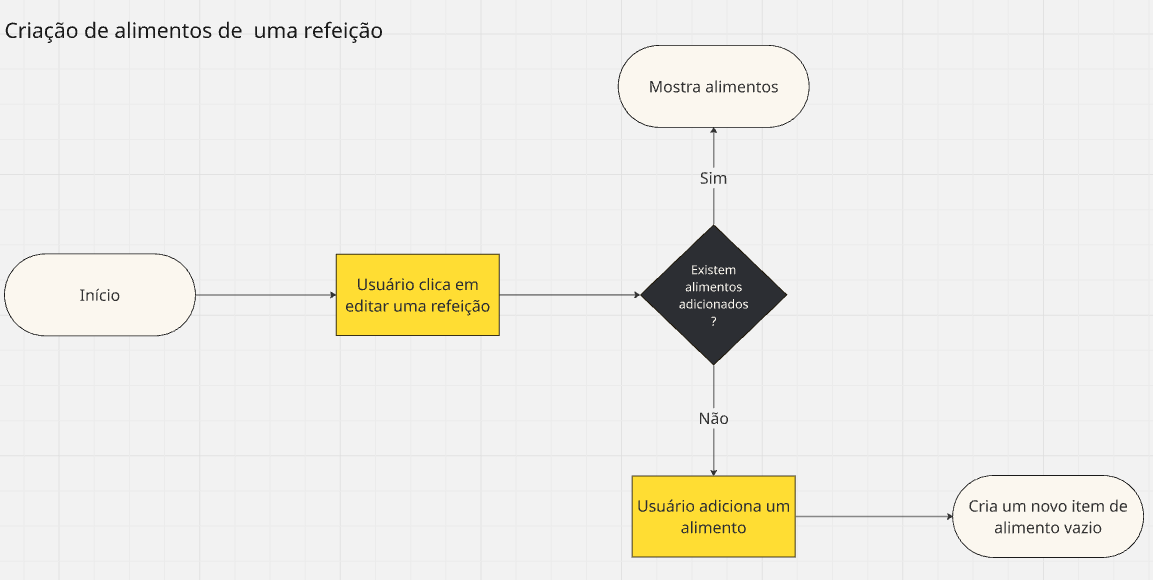 Criação de alimentos de  uma refeição
Mostra alimentos
Sim
Início
Usuário clica em
editar uma refeição
Existem
alimentos
adicionados
?
Não
Usuário adiciona um
alimento
Cria um novo item de
alimento vazio